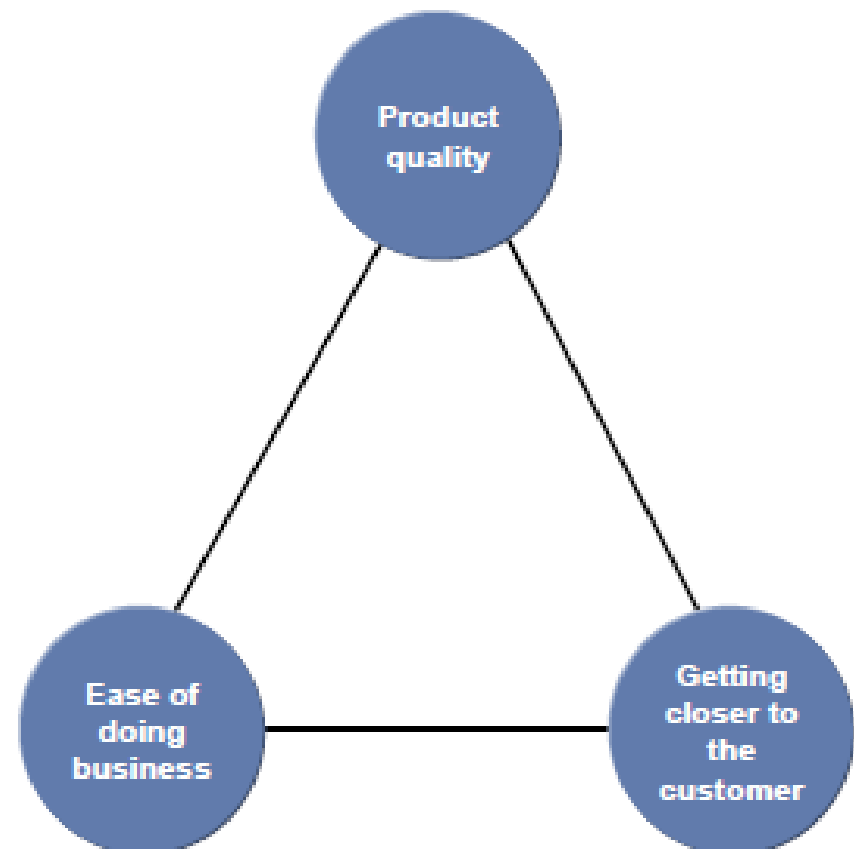 Product
quality
Ease of
doing
business
Getting
closer to
the
customer